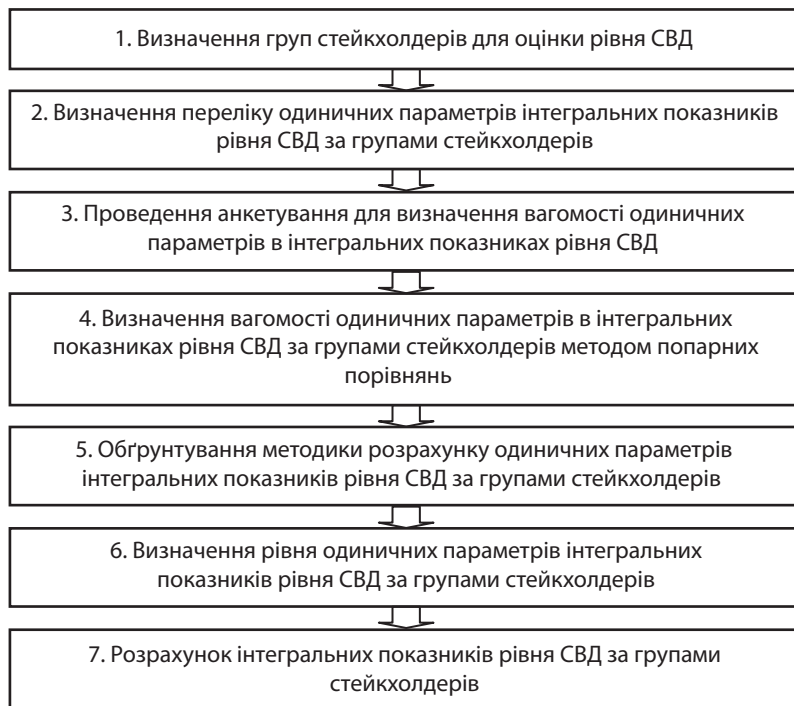 1. Визначення груп стейкхолдерів для оцінки рівня СВД
2. Визначення переліку одиничних параметрів інтегральних показників
рівня СВД за групами стейкхолдерів
3. Проведення анкетування для визначення вагомості одиничних
параметрів в інтегральних показниках рівня СВД
4. Визначення вагомості одиничних параметрів в інтегральних
показниках рівня СВД за групами стейкхолдерів методом попарних
порівнянь
5. Обґрунтування методики розрахунку одиничних параметрів
інтегральних показників рівня СВД за групами стейкхолдерів
6. Визначення рівня одиничних параметрів інтегральних
показників рівня СВД за групами стейкхолдерів
7. Розрахунок інтегральних показників рівня СВД за групами
стейкхолдерів